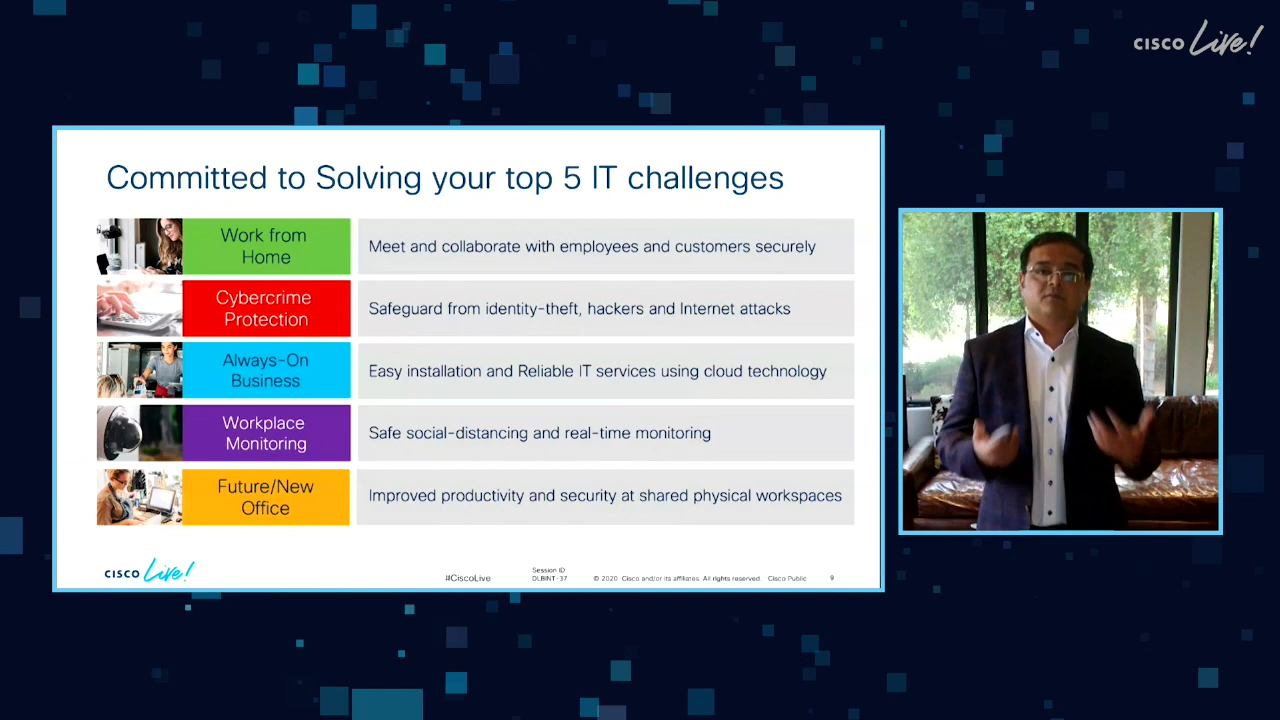 CISCO Live!
Committed to Solving your top 5 IT challenges
Work from
Home
Meet and collaborate with employees and customers securely
Cybercrime
Protection
Safeguard from identity-theft, hackers and Internet attacks
Always-On
Business
Easy installation and Reliable IT services using cloud technology
Workplace
Monitoring
Safe social-distancing and real-time monitoring
Future/New
Office
Improved productivity and security at shared physical workspaces
CISCO Live!
#CiscoLive
Session ID:
DLBINT-37
© 2020 Cisco and/or its affiliates. All rights reserved. Cisco Public
9